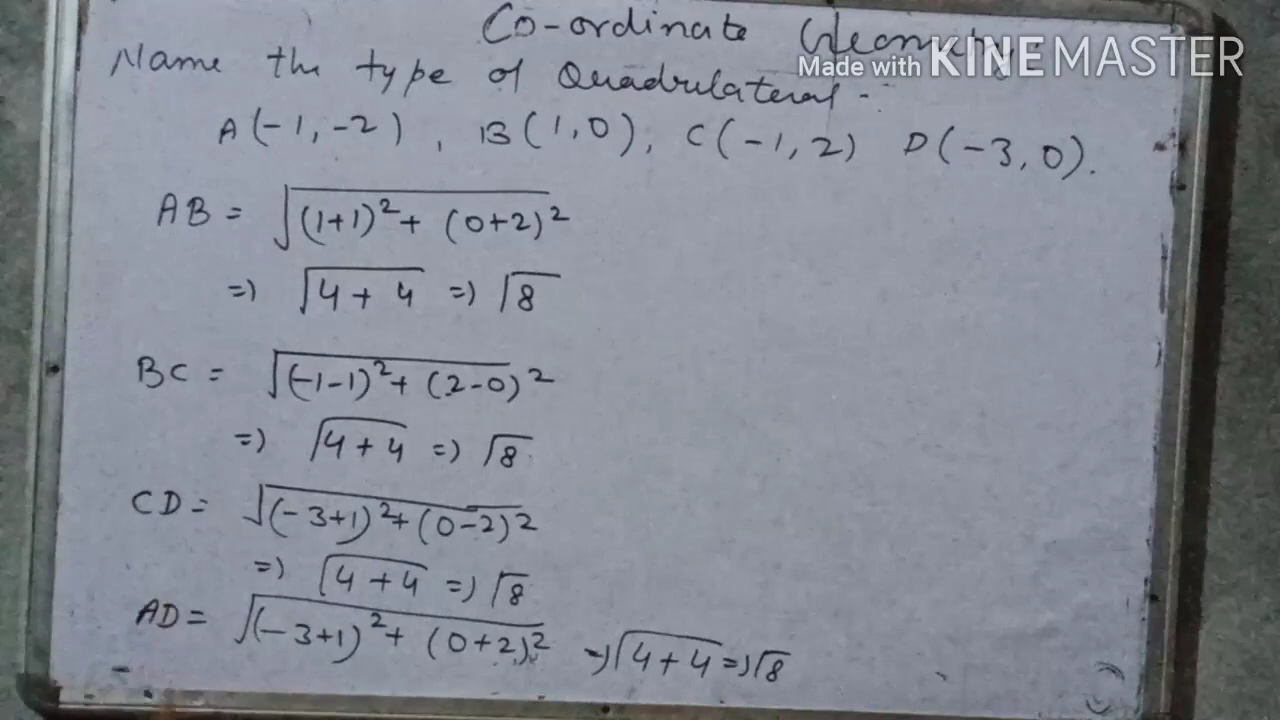 Co-ordinate Geometry
Made with KINEMASTER
Name the type of Quadrulateral -:
A(-1,-2), B(1,0), C(-1,2) D(-3,0).
AB = √(1+1)²+ (0+2)²
=) √4+4 =) √8
BC = √(-1-1)²+ (2-0)²
=) √4+4 =) √8
CD= √(-3+1)²+(0-2)²
=) √4+4 =) √8
AD= √(-3+1)²+ (0+2)² =) √4+4 =) √8